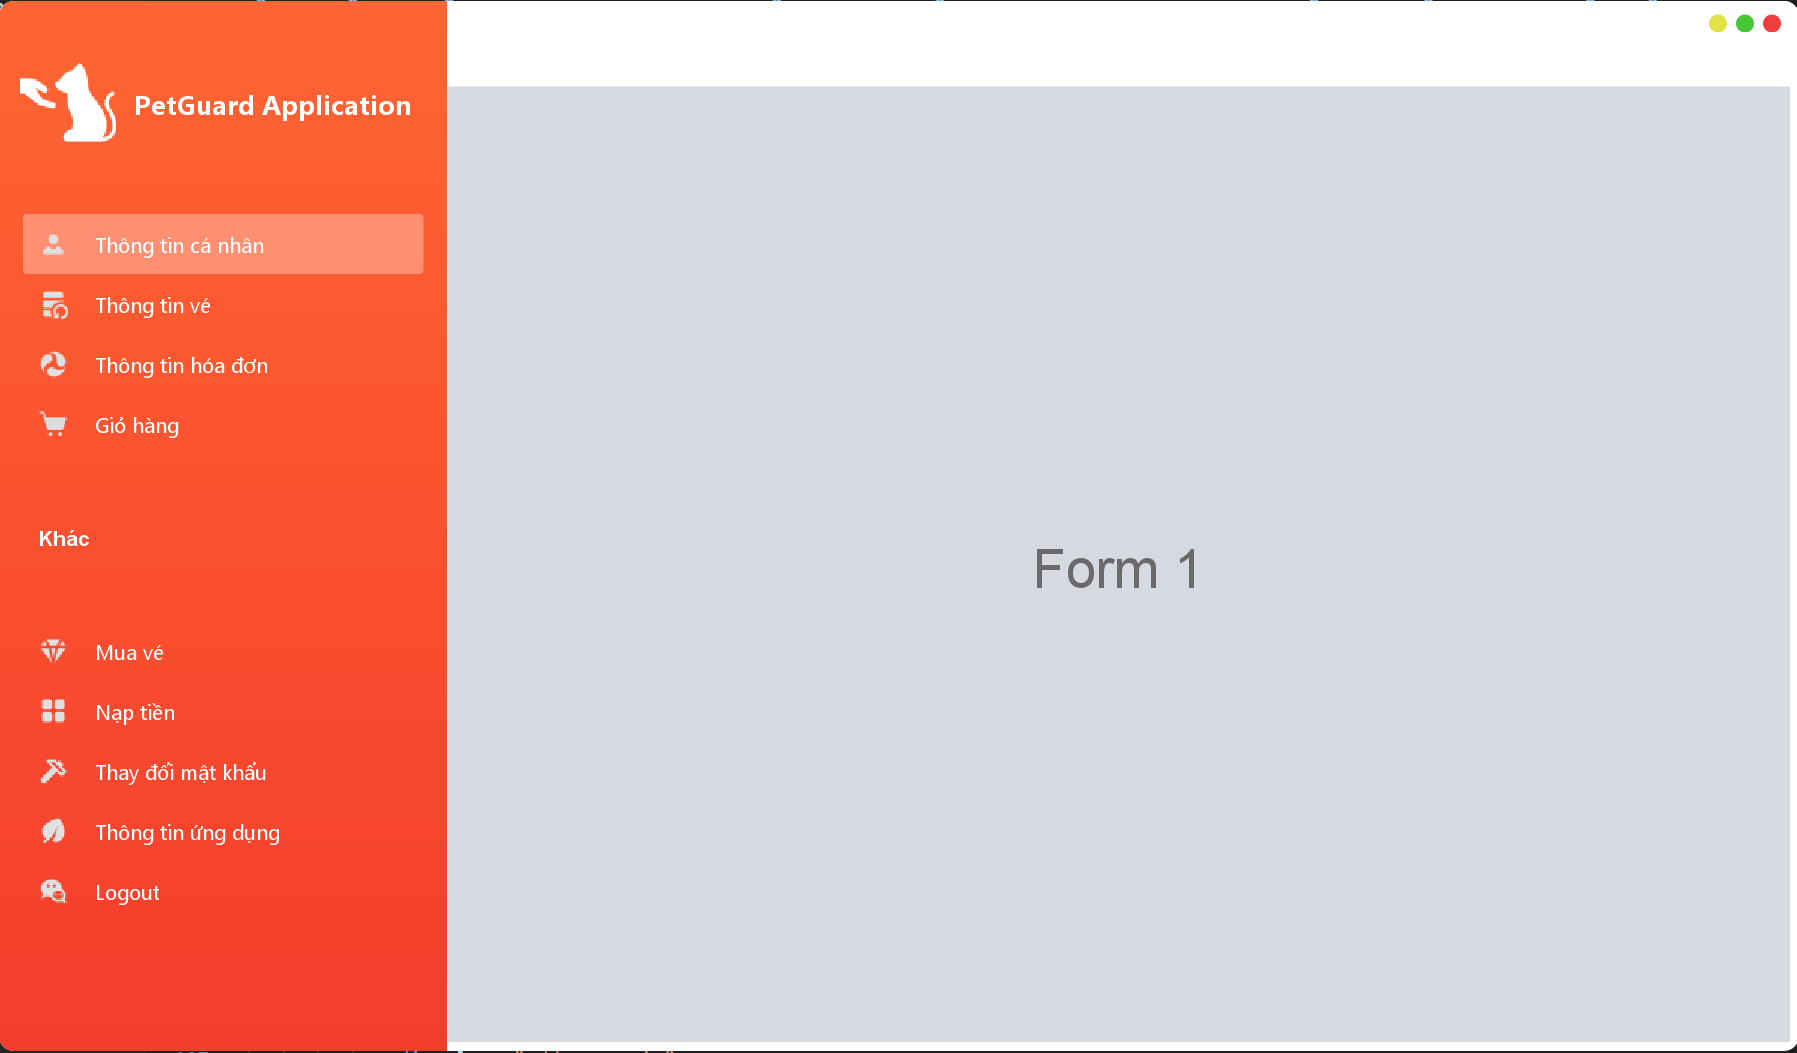 PetGuard Application
Thông tin cá nhân
Thông tin vé
Thông tin hóa đơn
Giỏ hàng
Khác
Mua vé
Nạp tiền
Thay đổi mật khẩu
Thông tin ứng dụng
Logout
Form 1